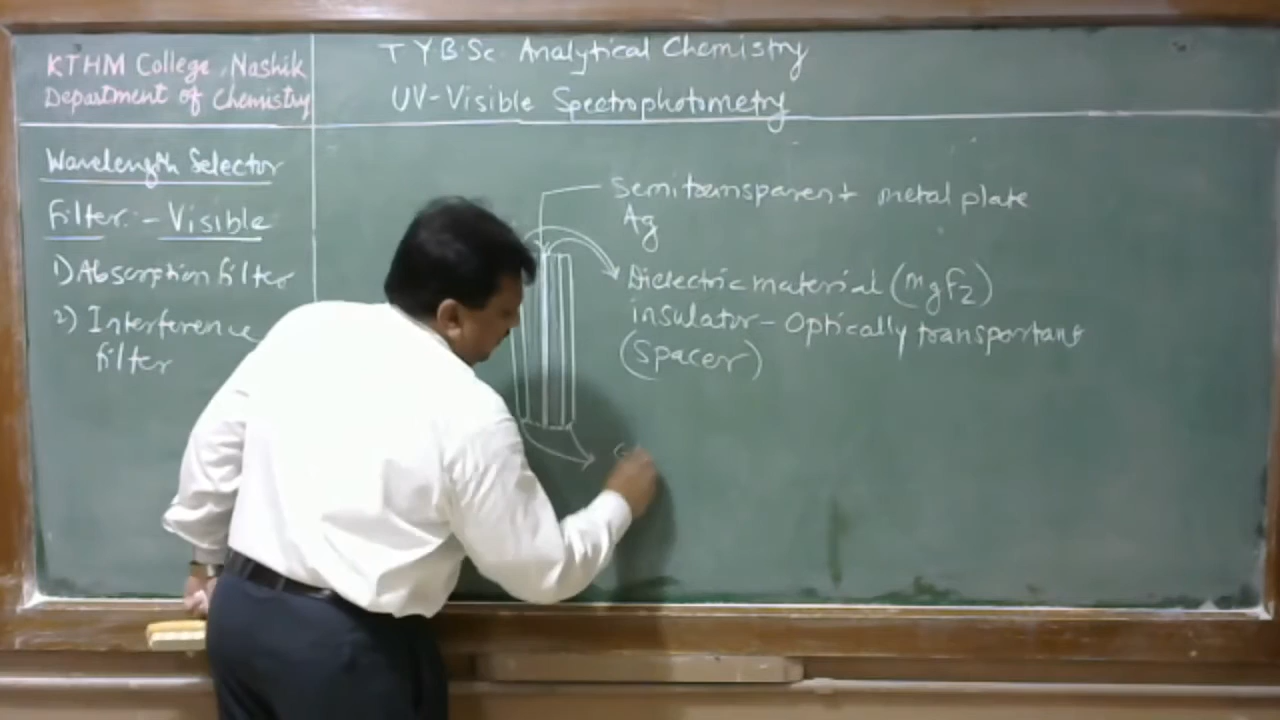 KTHM College, Nashik
Department of Chemistry
T Y B.Sc. Analytical Chemistry
UV-Visible Spectrophotometry
Wavelength Selector
Filter:- Visible
1) Absorption filter
2) Interference
filter
Semitransparent metal plate
Ag
Dielectric material (MgF2)
insulator - Optically transportant
(Spacer)